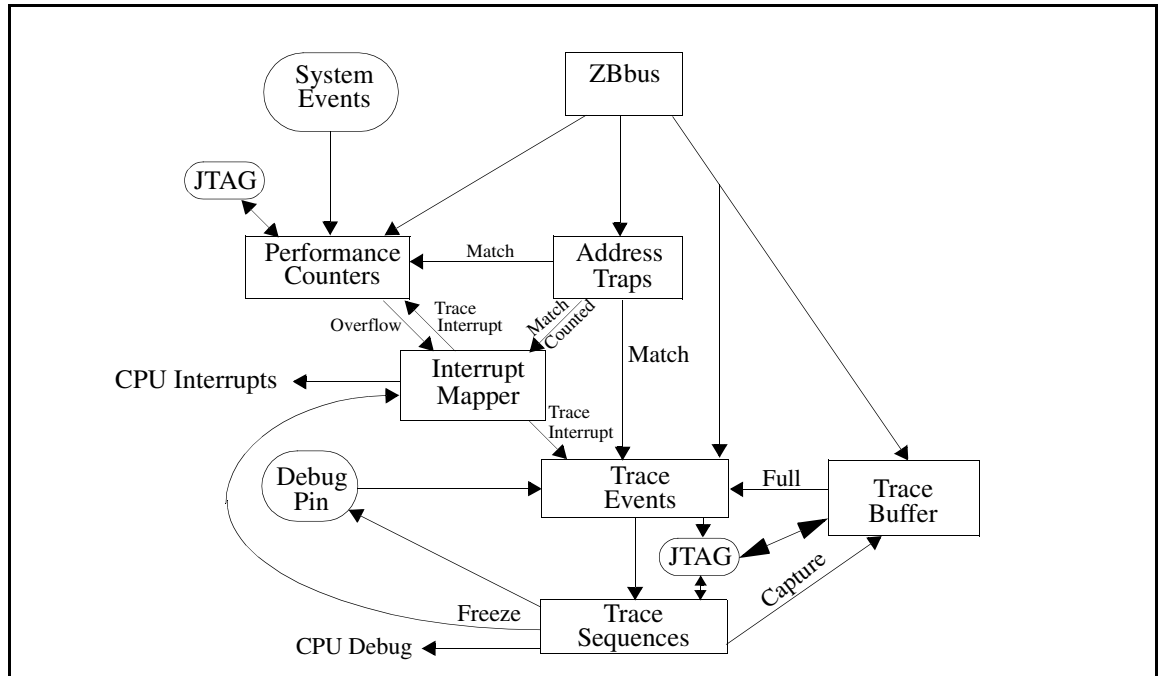 System
Events
ZBbus
JTAG
Performance
Counters
Match
Address
Traps
Overflow
Trace
Interrupt
Match
Counted
Match
CPU Interrupts
Interrupt
Mapper
Trace
Interrupt
Debug
Pin
Trace
Events
Full
Trace
Buffer
JTAG
Capture
Freeze
Trace
Sequences
CPU Debug